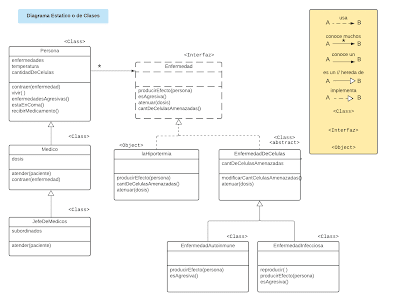 Diagrama Estatico o de Clases
<Class>
Persona
enfermedades
temperatura
cantidadDeCelulas
contraer(enfermedad)
vivir( )
enfermedadesAgresivas()
estaEnComa()
recibirMedicamento()
*
<Interfaz>
Enfermedad
producirEfecto(persona)
esAgresiva()
atenuar(dosis)
cantDeCelulasAmenazadas()
usa
A B
conoce muchos
*
A B
conoce un
A B
es un // hereda de
A B
implementa
A B
<Class>
<Interfaz>
<Object>
<Class>
Medico
dosis
atender(paciente)
contraer(enfermedad)
<Object>
producirEfecto(persona)
cantDeCelulasAmenazadas()
atenuar(dosis)
<Class>
<abstract>
EnfermedadDeCelulas
cantDeCelulasAmenazadas
modificarCantCelulasAmenazadas()
atenuar(dosis)
<Class>
JefeDeMedicos
subordinados
atender(paciente)
<Class>
EnfermedadAutoinmune
producirEfecto(persona)
esAgresiva()
<Class>
EnfermedadInfecciosa
reproducir( )
producirEfecto(persona)
esAgresiva()